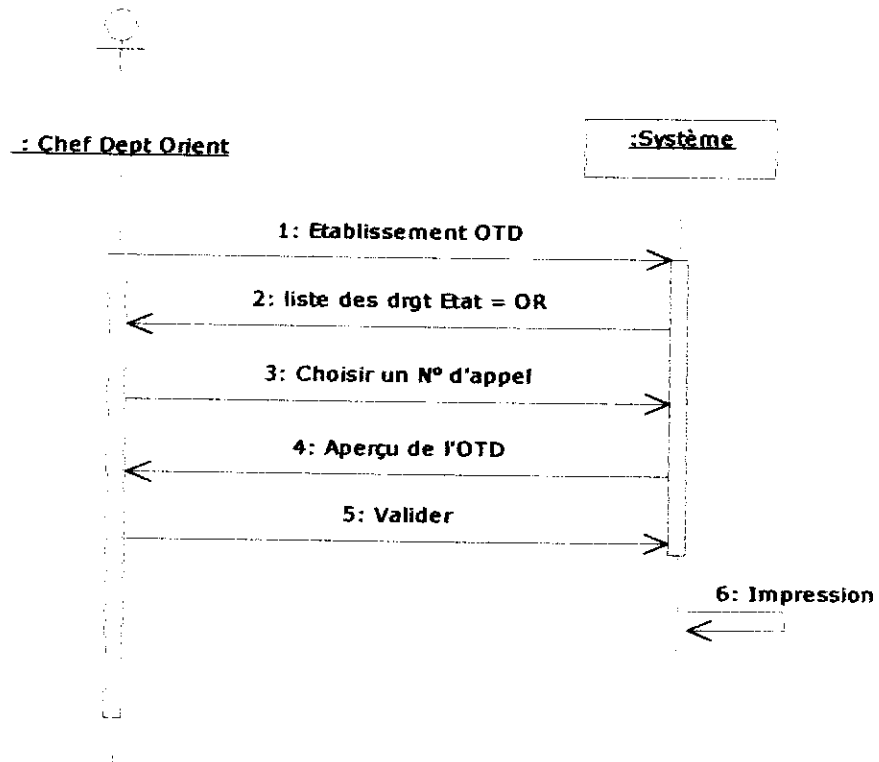 : Chef Dept Orient
:Système
1: Etablissement OTD
2: liste des drgt Etat = OR
3: Choisir un N° d'appel
4: Aperçu de l'OTD
5: Valider
6: Impression